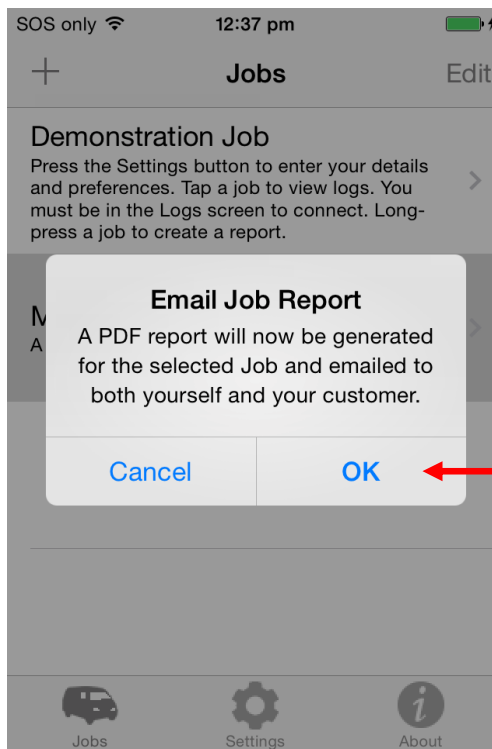 SOS only 12:37 pm
Jobs Edit
Demonstration Job
Press the Settings button to enter your details
and preferences. Tap a job to view logs. You
must be in the Logs screen to connect. Long-
press a job to create a report.
M
A
Email Job Report
A PDF report will now be generated
for the selected Job and emailed to
both yourself and your customer.
Cancel OK
Jobs Settings About